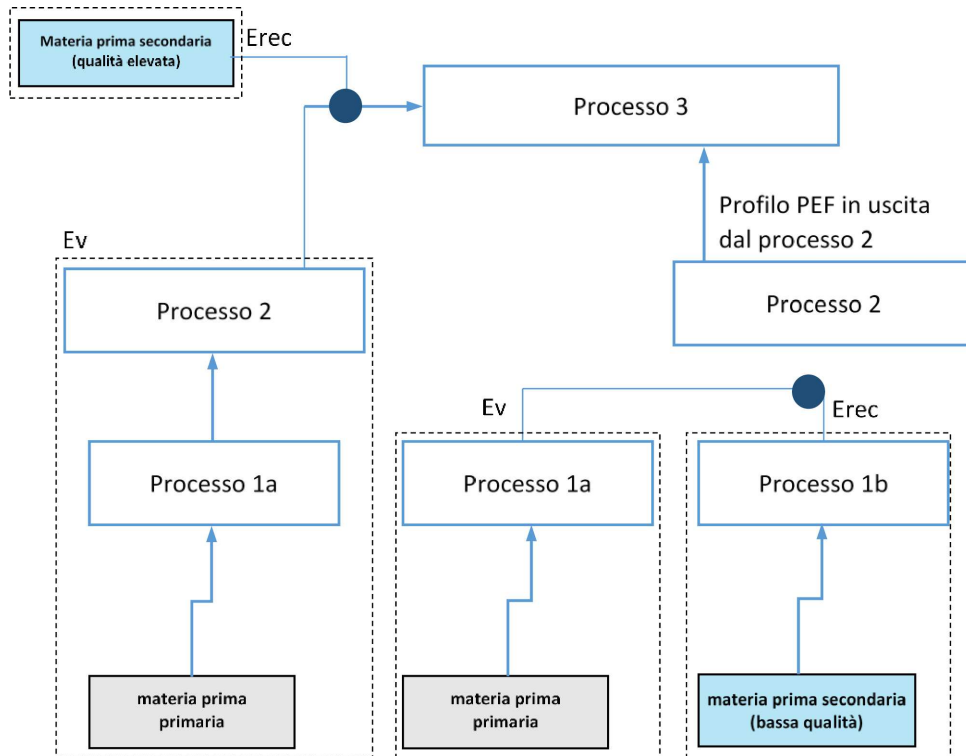 Materia prima secondaria
(qualità elevata)
Erec
Processo 3
Profilo PEF in uscita
dal processo 2
Ev
Processo 2
Processo 2
Ev
Erec
Processo 1a
Processo 1a
Processo 1b
materia prima
primaria
materia prima
primaria
materia prima secondaria
(bassa qualità)